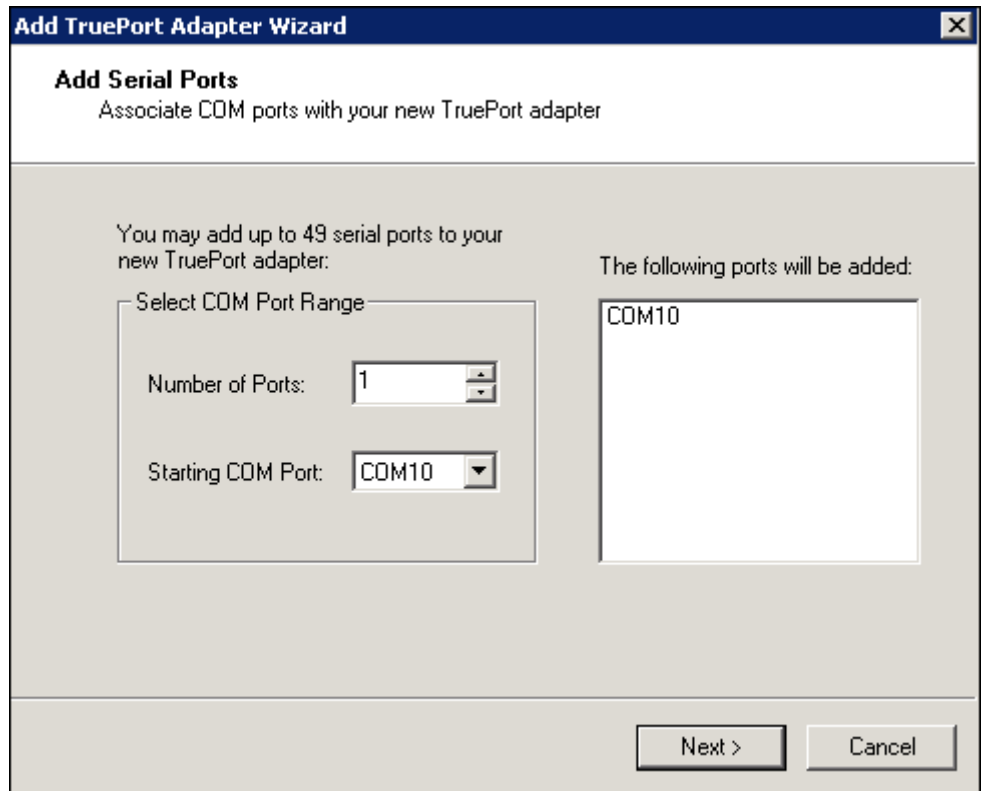 Add TruePort Adapter Wizard
Add Serial Ports
Associate COM ports with your new TruePort adapter
You may add up to 49 serial ports to your
new TruePort adapter:
Select COM Port Range
Number of Ports:
1
Starting COM Port:
COM10
The following ports will be added:
COM10
Next >
Cancel